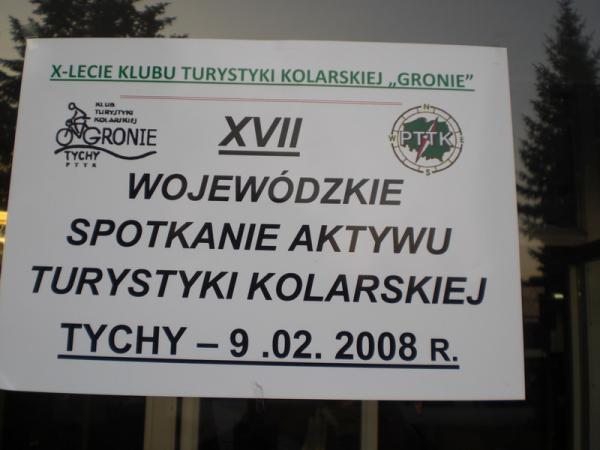 X-LECIE KLUBU TURYSTYKI KOLARSKIEJ „GRONIE”
KLUB
TURYSTYKI
KOLARSKIEJ
GRONIE
TYCHY
PTTK
XVII
N
W PTTK E
S
WOJEWÓDZKIE
SPOTKANIE AKTYWU
TURYSTYKI KOLARSKIEJ
TYCHY – 9 .02. 2008 R.